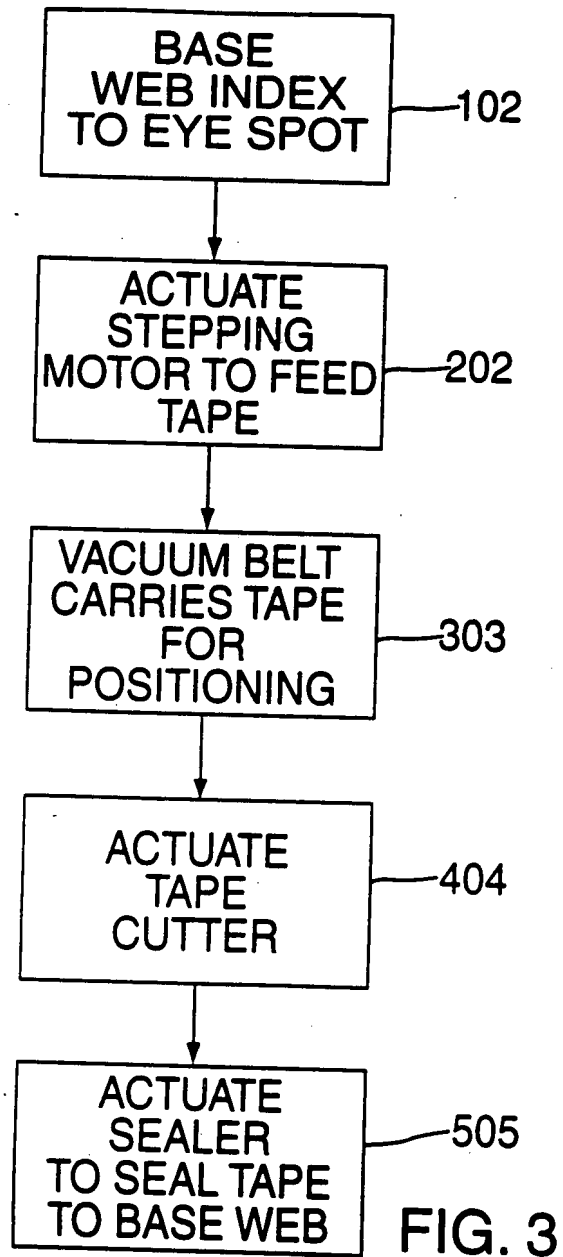 BASE
WEB INDEX
TO EYE SPOT
102
ACTUATE
STEPPING
MOTOR TO FEED
TAPE
202
VACUUM BELT
CARRIES TAPE
FOR
POSITIONING
303
ACTUATE
TAPE
CUTTER
404
ACTUATE
SEALER
TO SEAL TAPE
TO BASE WEB
505
FIG. 3